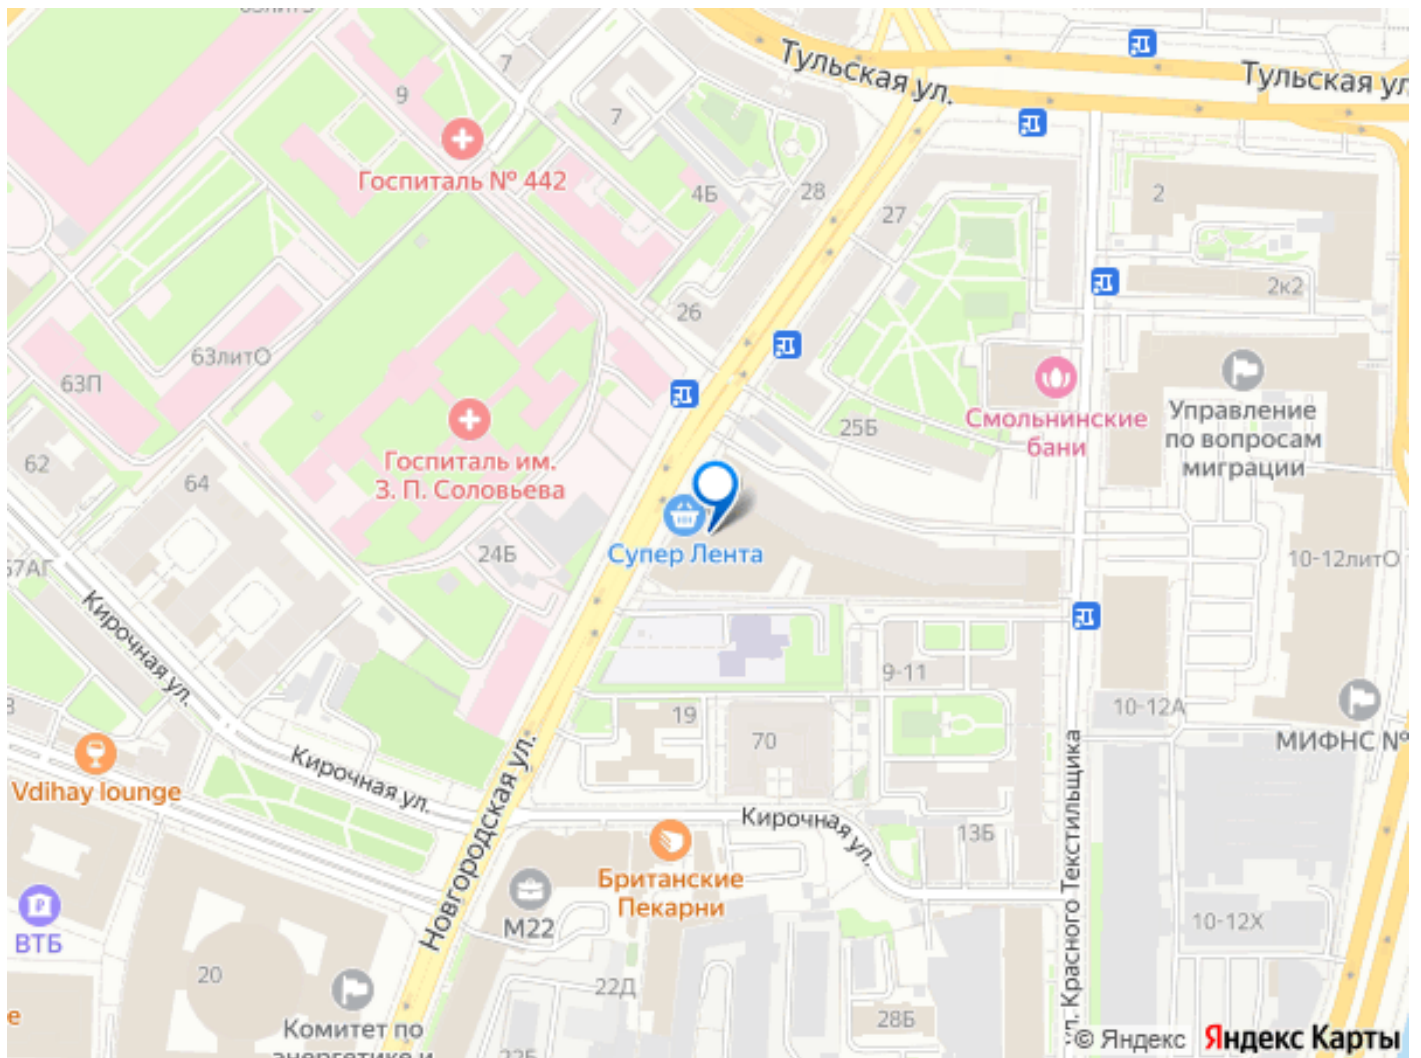 Тульская ул.
Тульская ул
7
9
7
Госпиталь № 442
4Б
28
27
2
2к2
26
63литО
63П
Смольнинские
бани
Управление
по вопросам
миграции
25Б
62
64
Госпиталь им.
З. П. Соловьева
24Б
Супер Лента
67АГ
10-12литО
Кирочная ул.
9-11
10-12А
19
70
МИФНС №
Vdihay lounge
Кирочная ул.
Новгородская ул.
Кирочная ул.
13Б
ул. Красного Текстильщика
Британские
Пекарни
М22
ВТБ
20
22Д
10-12Х
28Б
Комитет по
энергетике и
22Б
© Яндекс
Яндекс Карты